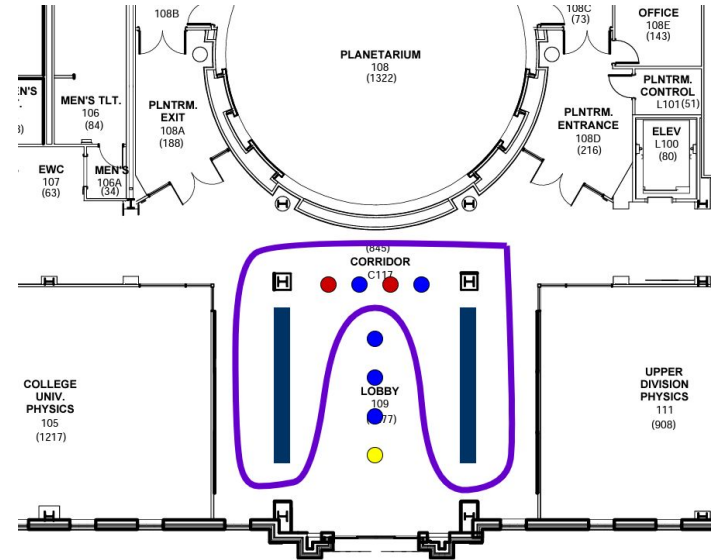 108B
108C
(73)
OFFICE
108E
(143)
PLANETARIUM
108
(1322)
MEN'S TLT.
106
(84)
PLNTRM.
EXIT
108A
(188)
PLNTRM.
ENTRANCE
108D
(216)
PLNTRM.
CONTROL
L101(51)
ELEV
L100
(80)
EWC
107
(63)
MEN'S
106A
(34)
(845)
CORRIDOR
C117
COLLEGE
UNIV.
PHYSICS
105
(1217)
LOBBY
109
UPPER
DIVISION
PHYSICS
111
(908)